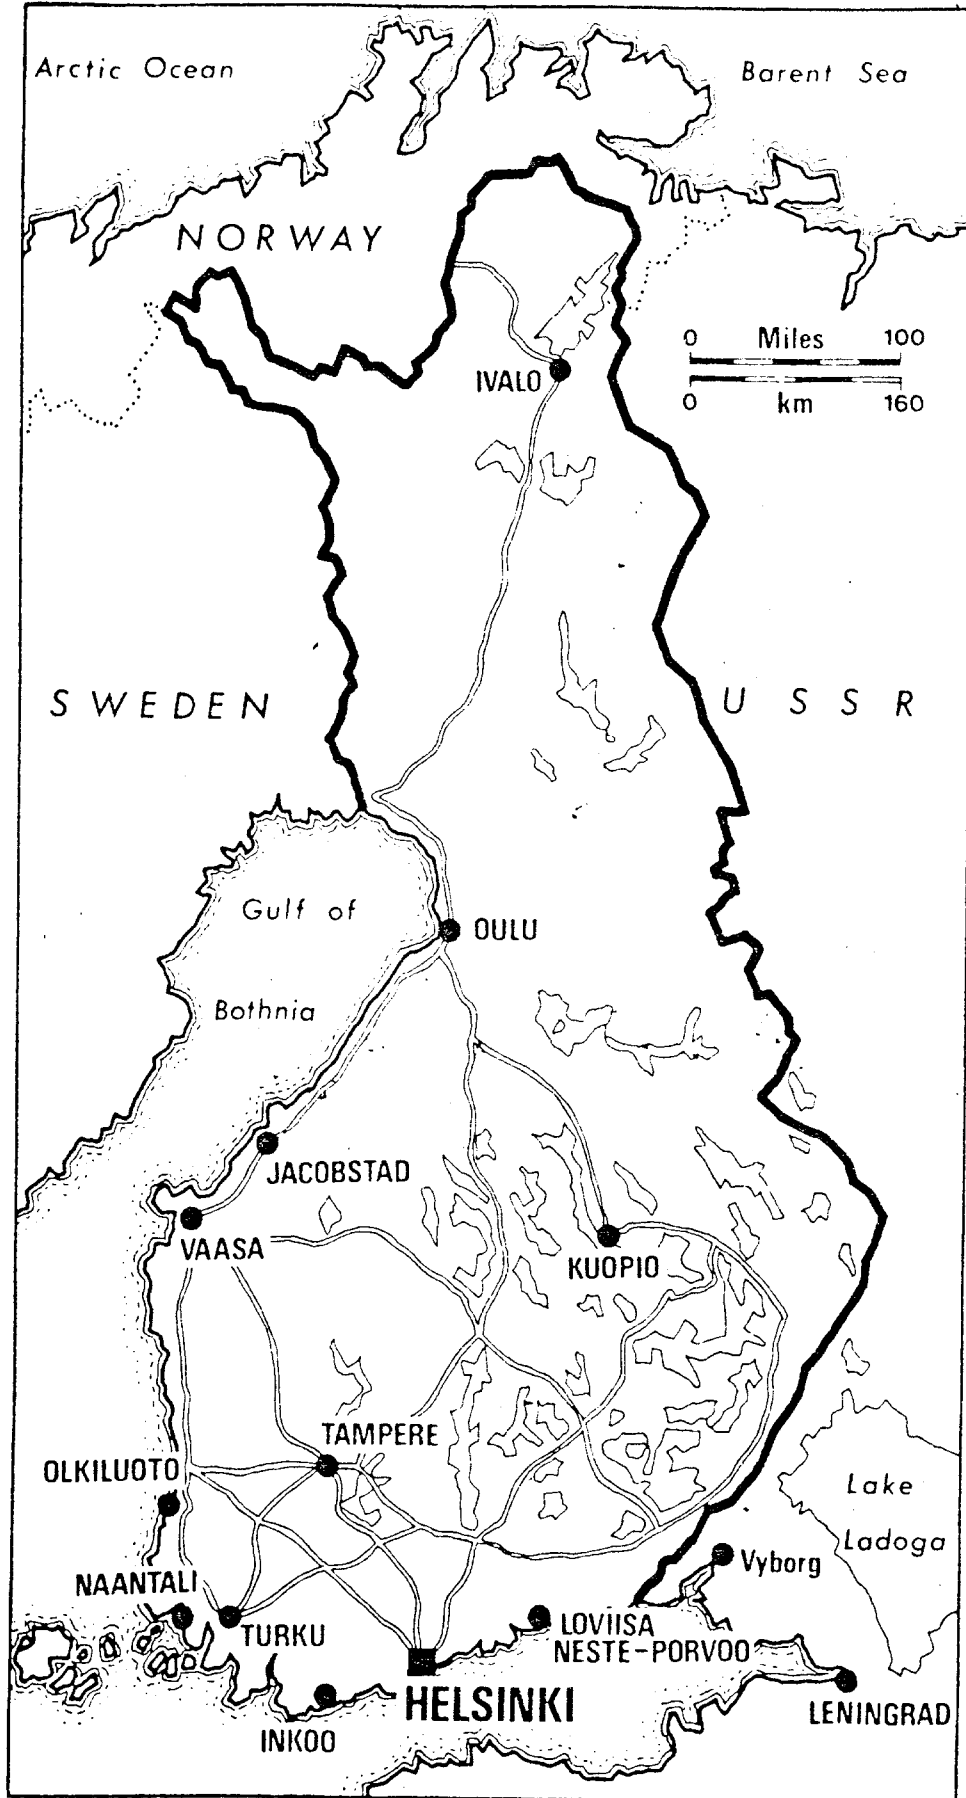 Arctic Ocean
Barent Sea
NORWAY
0 Miles 100
0 km 160
IVALO
SWEDEN
USSR
Gulf of
Bothnia
OULU
JACOBSTAD
VAASA
KUOPIO
TAMPERE
OLKILUOTO
Lake
Ladoga
Vyborg
NAANTALI
TURKU
LOVIISA
NESTE-PORVOO
HELSINKI
LENINGRAD
INKOO